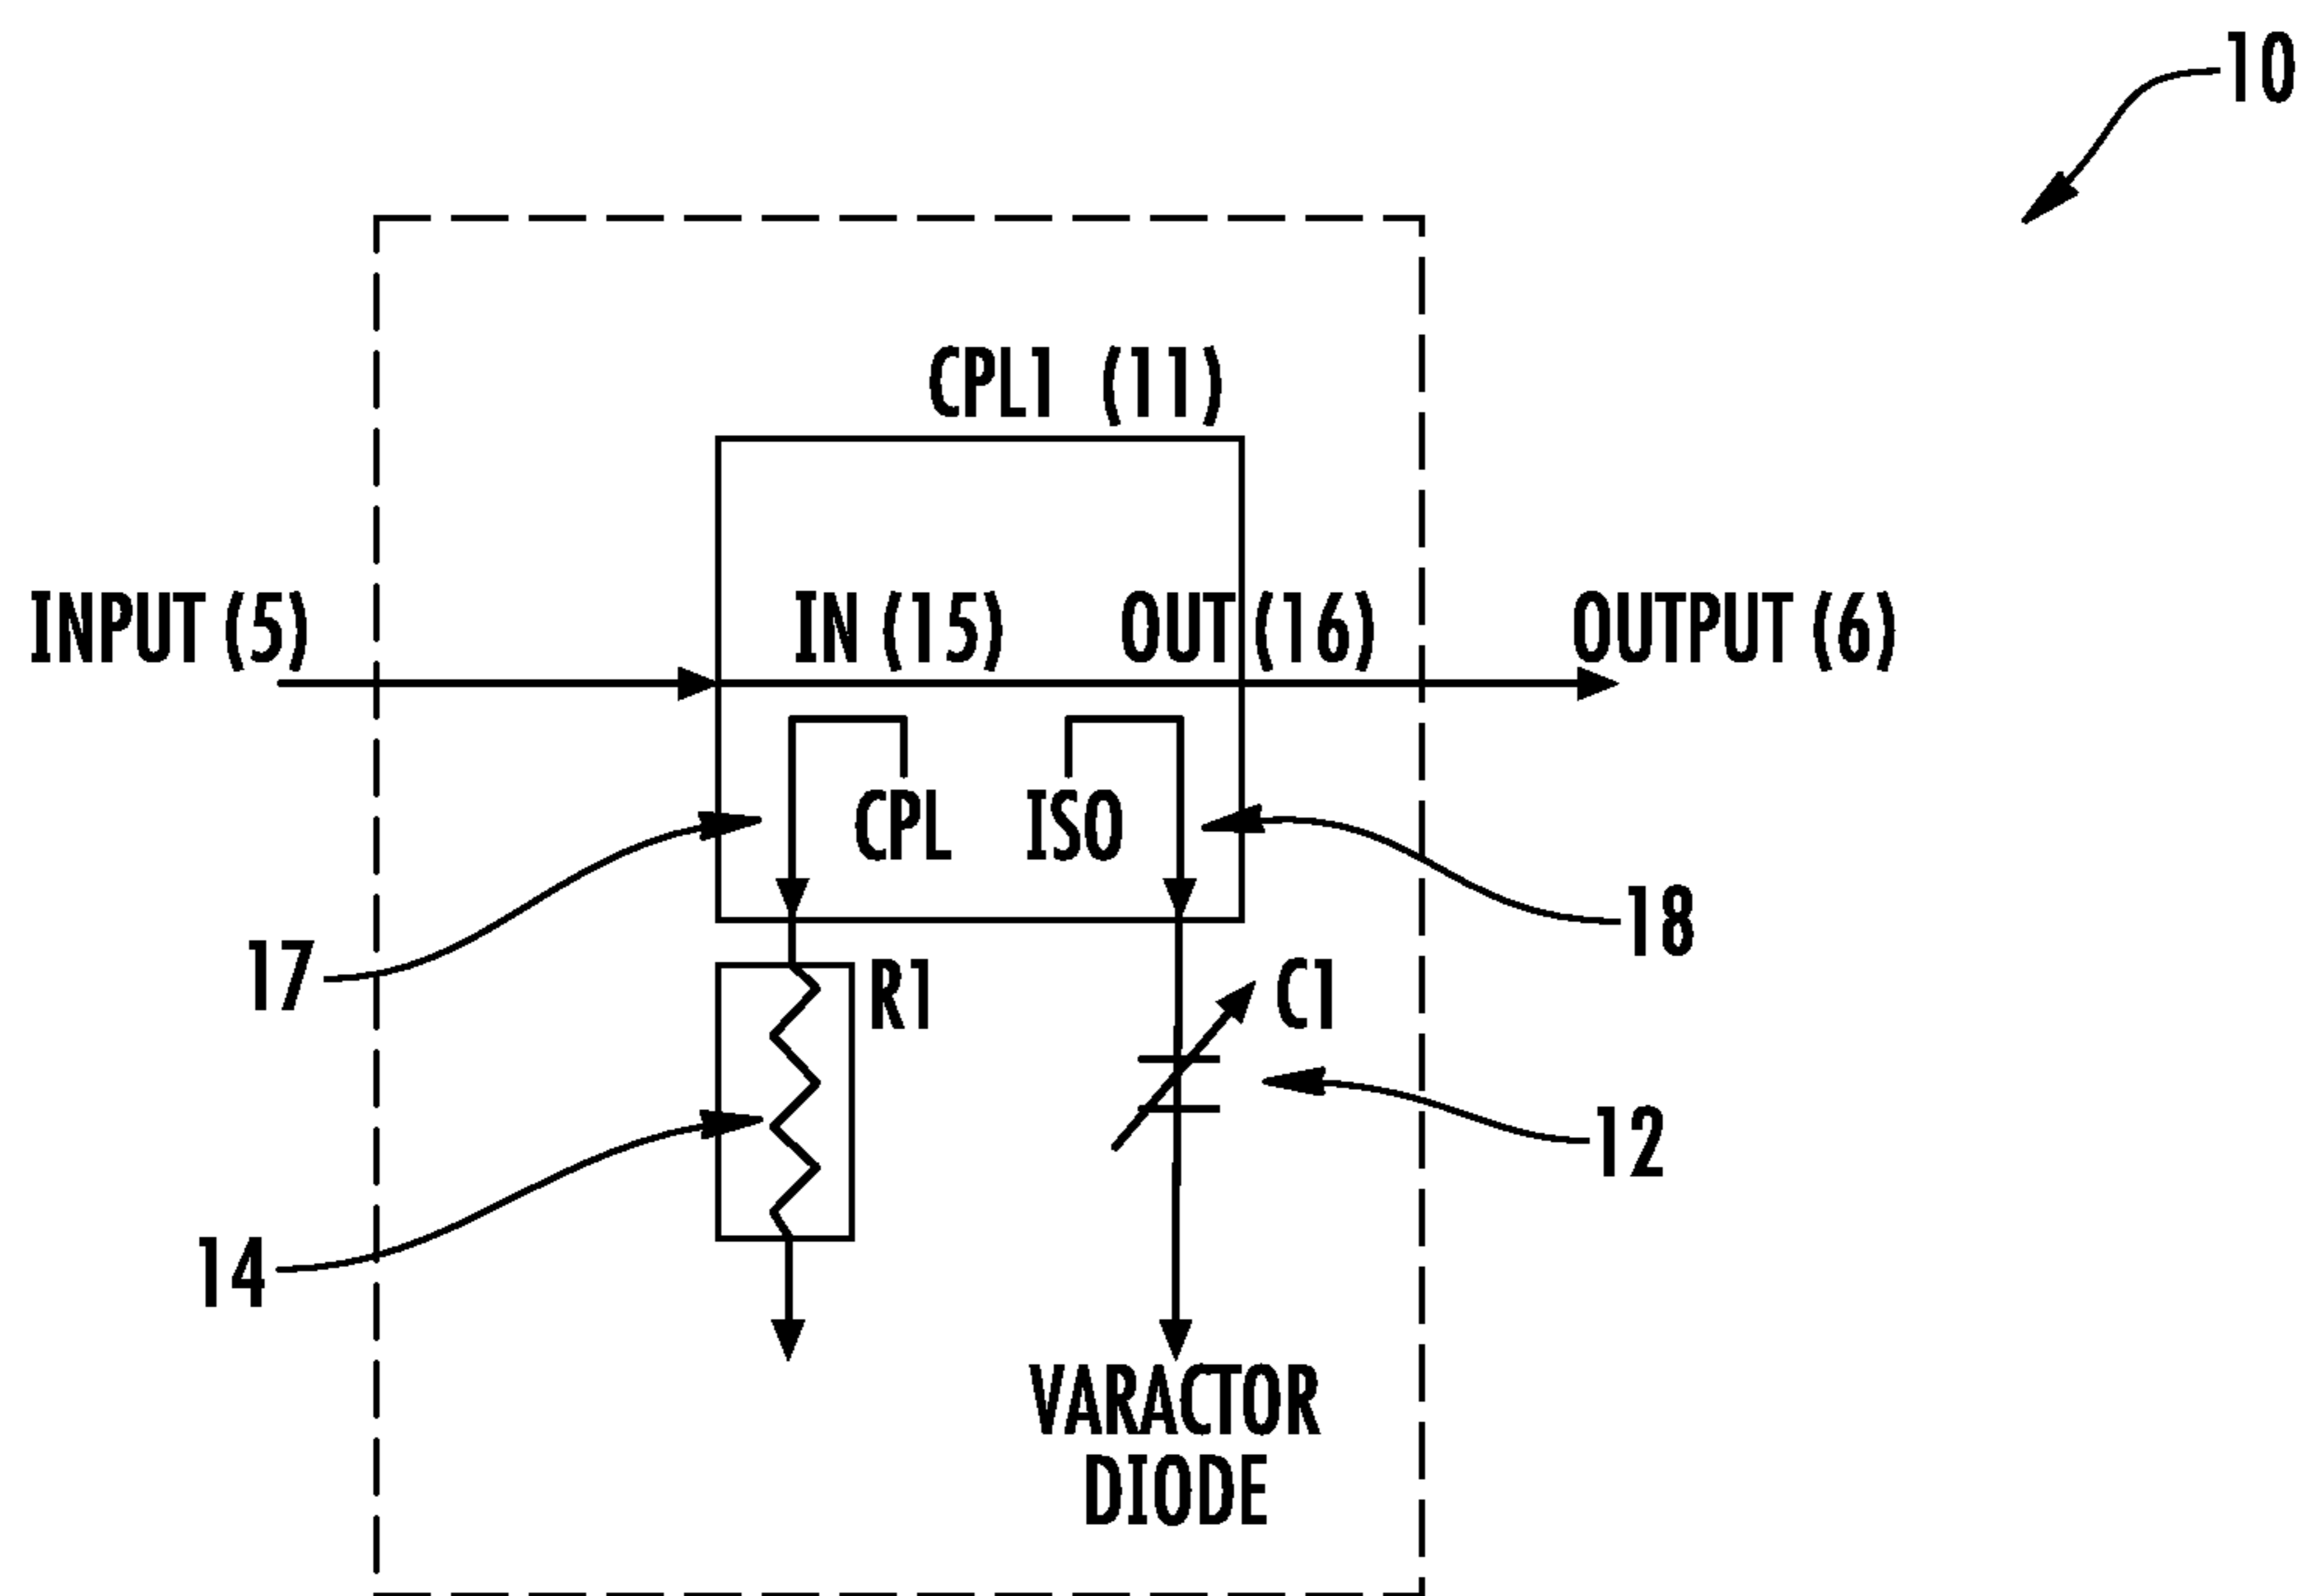 10
CPL1 (11)
INPUT (5)
IN (15)
OUT (16)
OUTPUT (6)
CPL
ISO
17
18
R1
C1
12
14
VARACTOR
DIODE